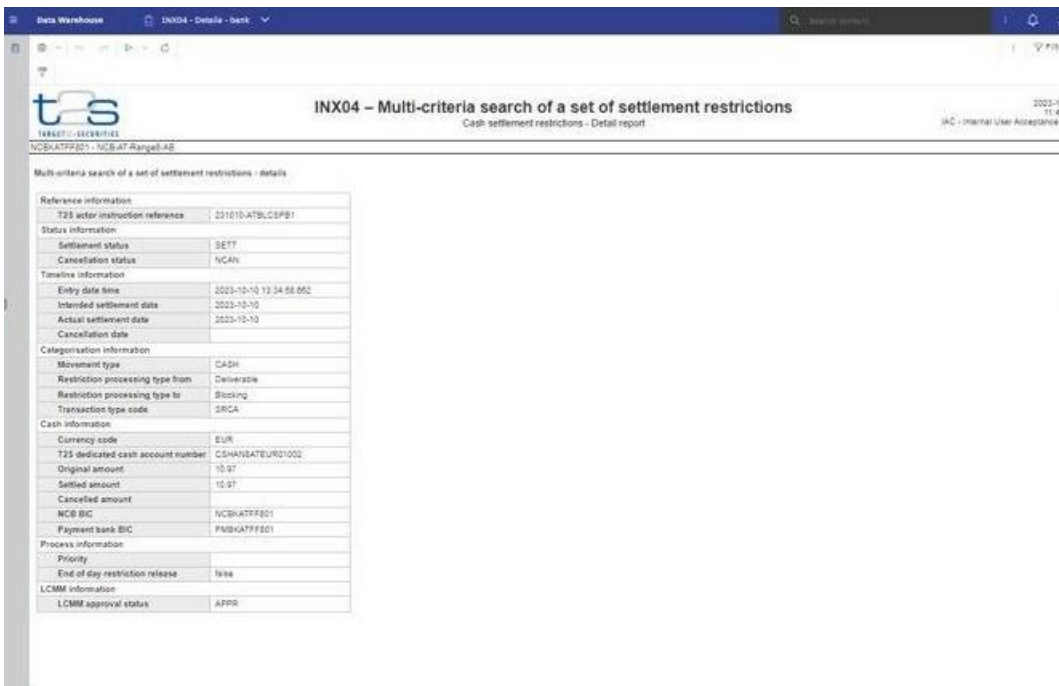 Data Warehouse INX04 - Details - bank
Search content
t2s
TARGET2-SECURITIES
INX04 – Multi-criteria search of a set of settlement restrictions
Cash settlement restrictions - Detail report
IAC - Internal User Acceptance
NCBKATFF801 - NCB-AT-RangeB-AB
Multi-criteria search of a set of settlement restrictions - details
Reference information
T2S actor instruction reference 231010-ATBLCSPB1
Status information
Settlement status SETT
Cancellation status NCAN
Timeline information
Entry date time 2023-10-10 13:34:58.862
Intended settlement date 2023-10-10
Actual settlement date 2023-10-10
Cancellation date
Categorisation information
Movement type CASH
Restriction processing type from Deliverable
Restriction processing type to Blocking
Transaction type code SRCA
Cash information
Currency code EUR
T2S dedicated cash account number
Original amount 10.97
Settled amount 10.97
Cancelled amount
NCB BIC NCBKATFF801
Payment bank BIC PMBKATFF801
Process information
Priority
End of day restriction release false
LCMM information
LCMM approval status APPR